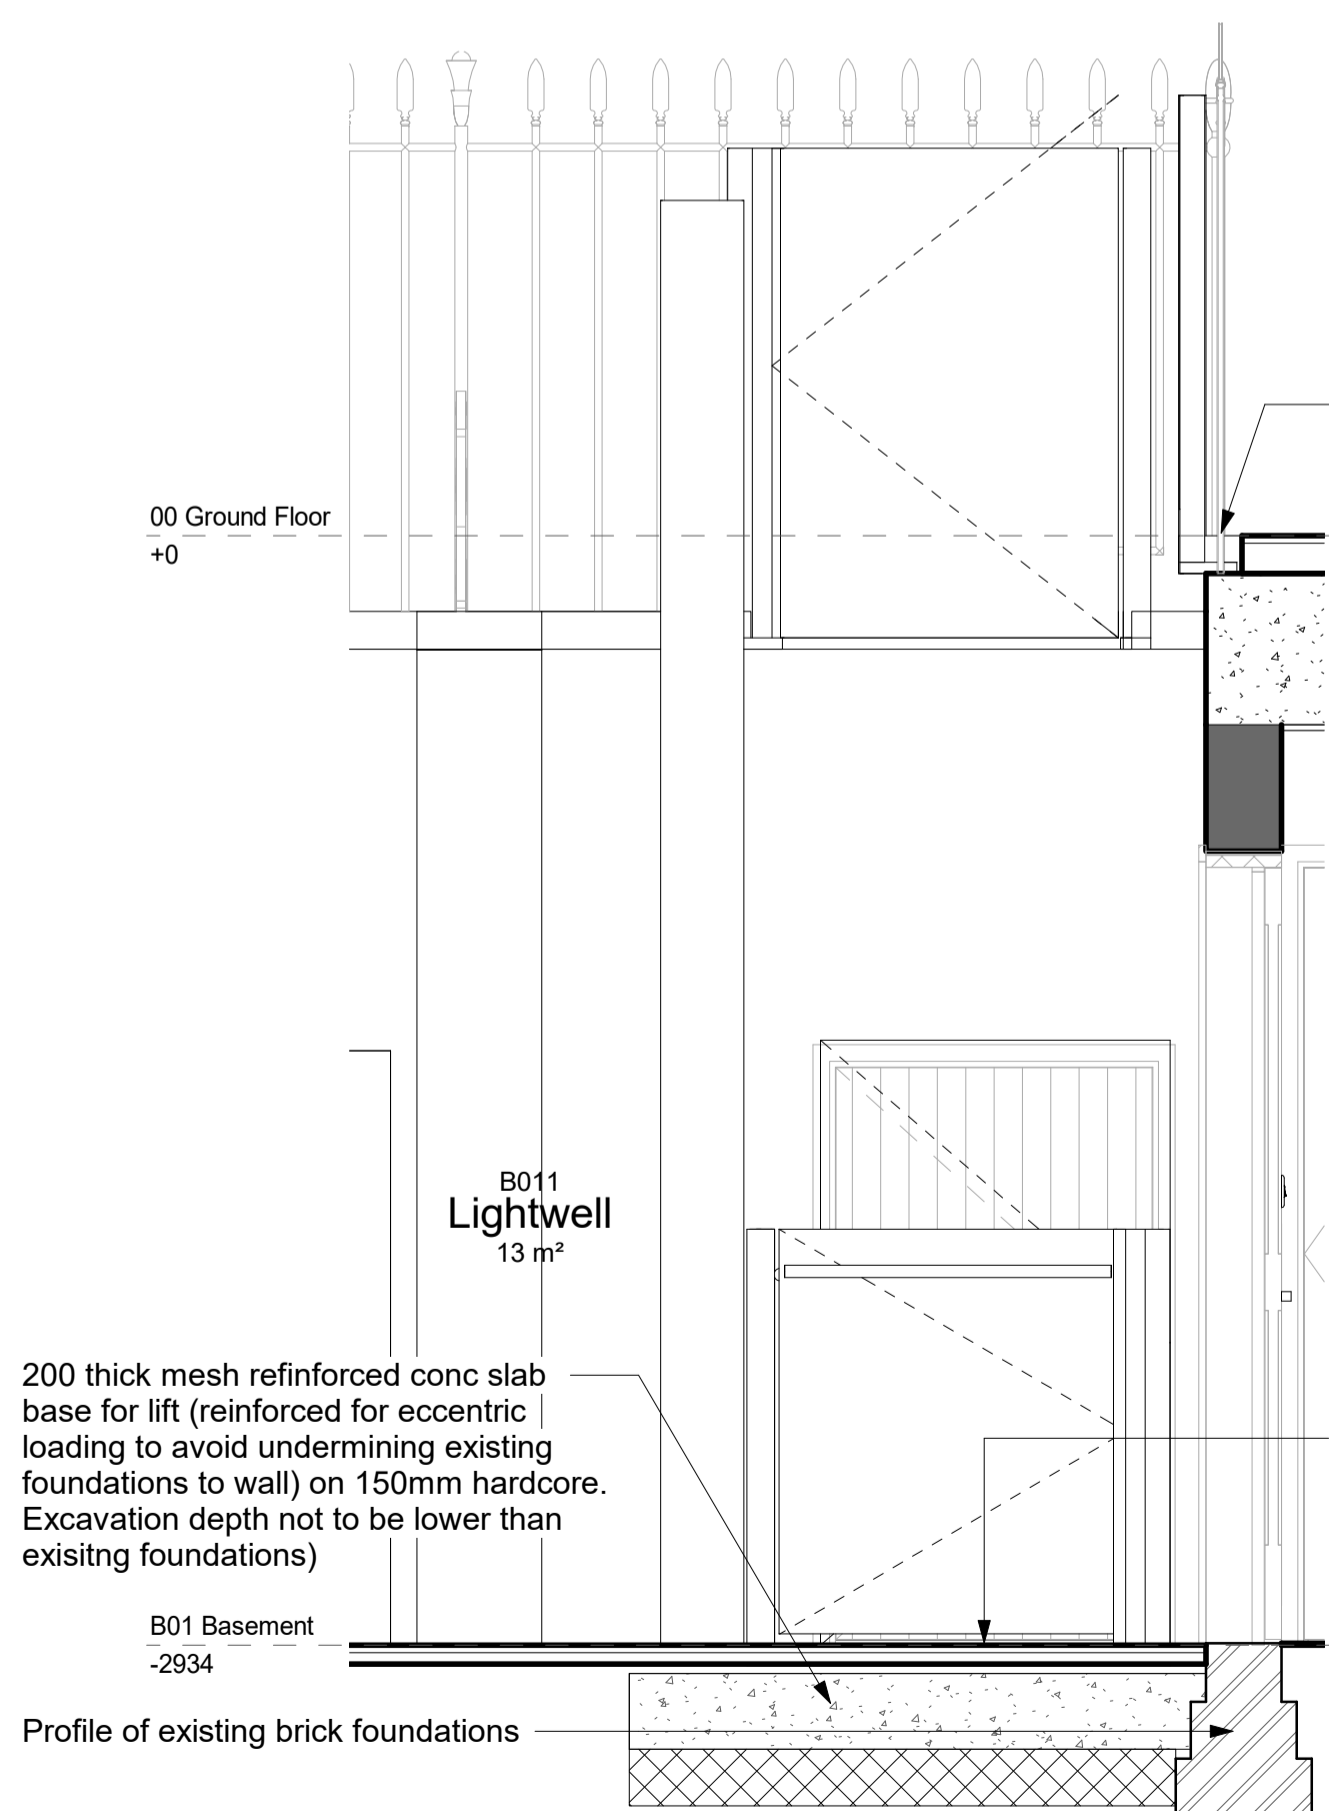 00 Ground Floor
+0
B011
Lightwell
13 m²
200 thick mesh refinforced conc slab
base for lift (reinforced for eccentric
loading to avoid undermining existing
foundations to wall) on 150mm hardcore.
Excavation depth not to be lower than
exisitng foundations)
B01 Basement
-2934
Profile of existing brick foundations